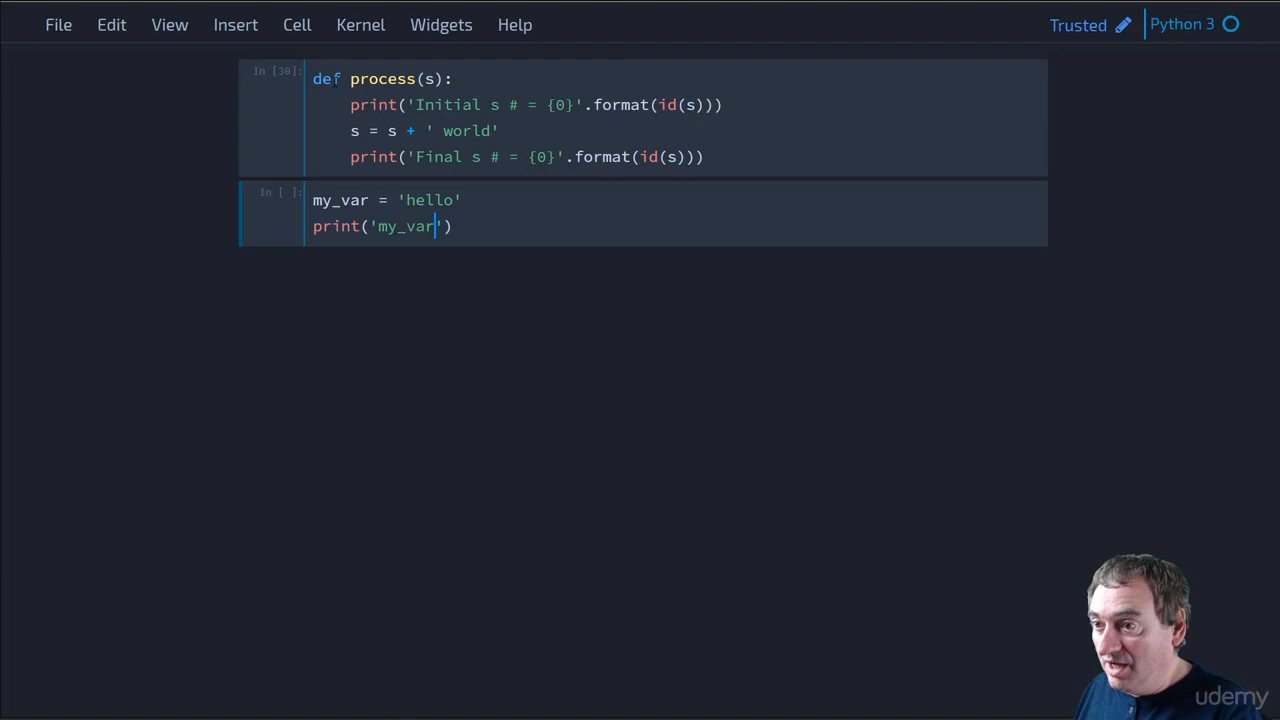 File Edit View Insert Cell Kernel Widgets Help Trusted Python 3
In [30]: def process(s):
print('Initial s # = {0}'.format(id(s)))
s = s + ' world'
print('Final s # = {0}'.format(id(s)))
In [ ]: my_var = 'hello'
print('my_var')
udemy